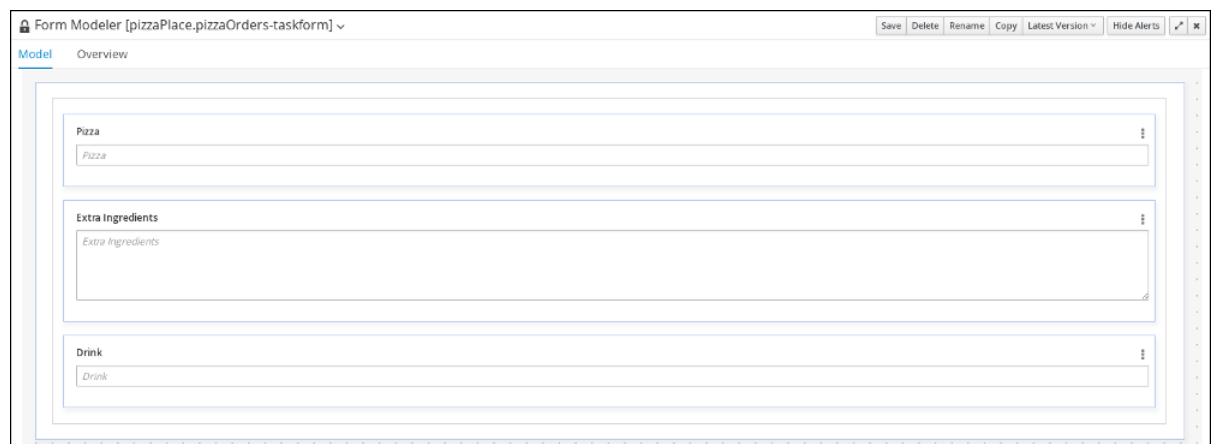 Form Modeler [pizzaPlace.pizzaOrders-taskform]
Save Delete Rename Copy Latest Version Hide Alerts
Model Overview
Pizza
Pizza
Extra Ingredients
Extra Ingredients
Drink
Drink